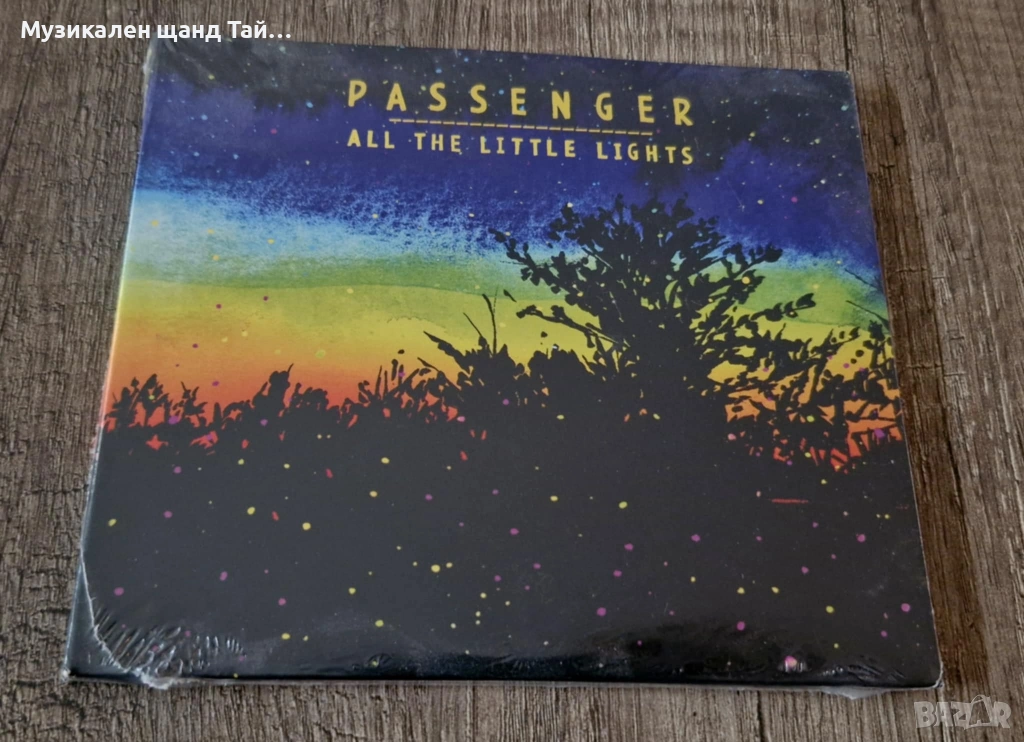 Музикален щанд Тай...
PASSENGER
ALL THE LITTLE LIGHTS
BAZAR